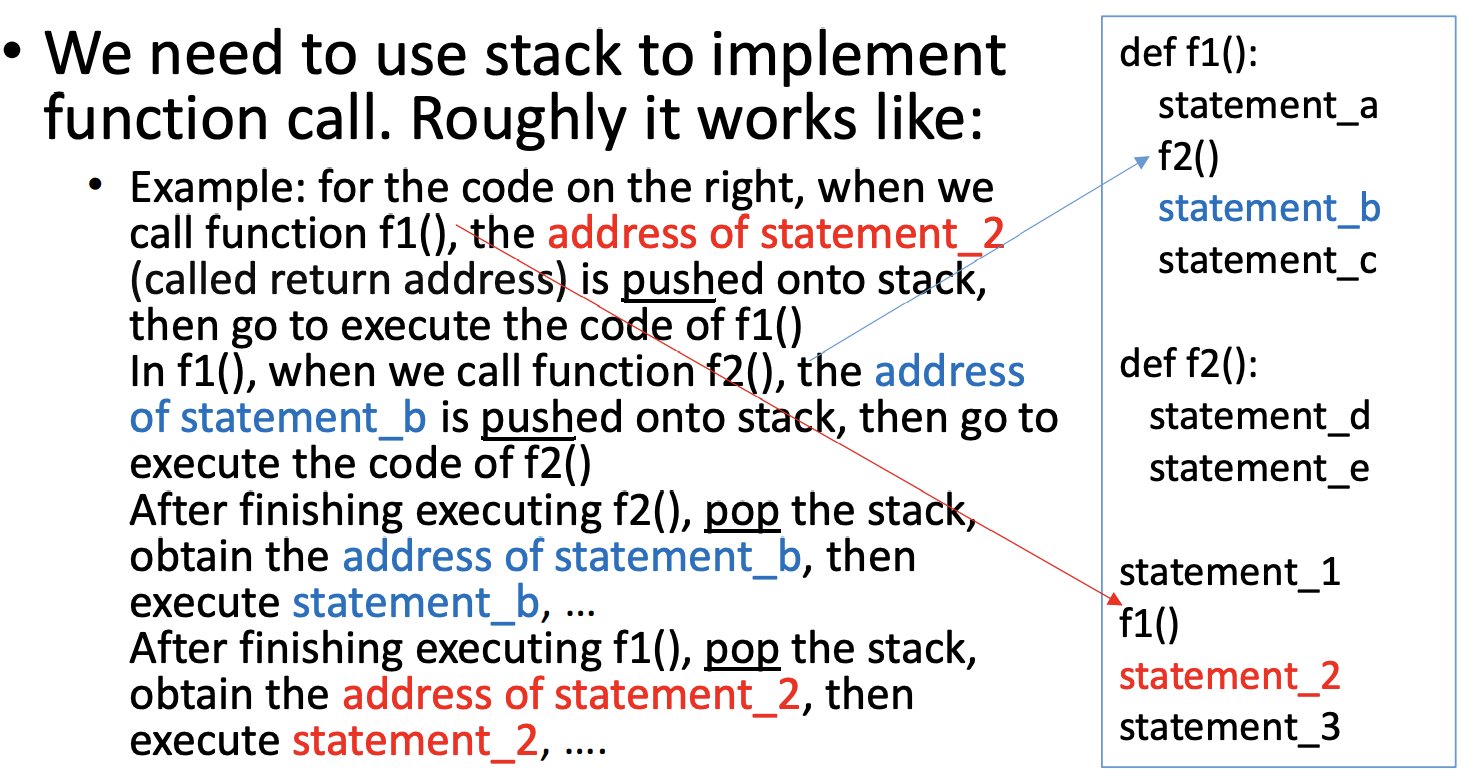 • We need to use stack to implement
function call. Roughly it works like:
• Example: for the code on the right, when we
call function f1(), the address of statement_2
(called return address) is pushed onto stack,
then go to execute the code of f1()
In f1(), when we call function f2(), the address
of statement_b is pushed onto stack, then go to
execute the code of f2()
After finishing executing f2(), pop the stack,
obtain the address of statement_b, then
execute statement_b, ...
After finishing executing f1(), pop the stack,
obtain the address of statement_2, then
execute statement_2, ....
def f1():
statement_a
f2()
statement_b
statement_c
def f2():
statement_d
statement_e
statement_1
f1()
statement_2
statement_3